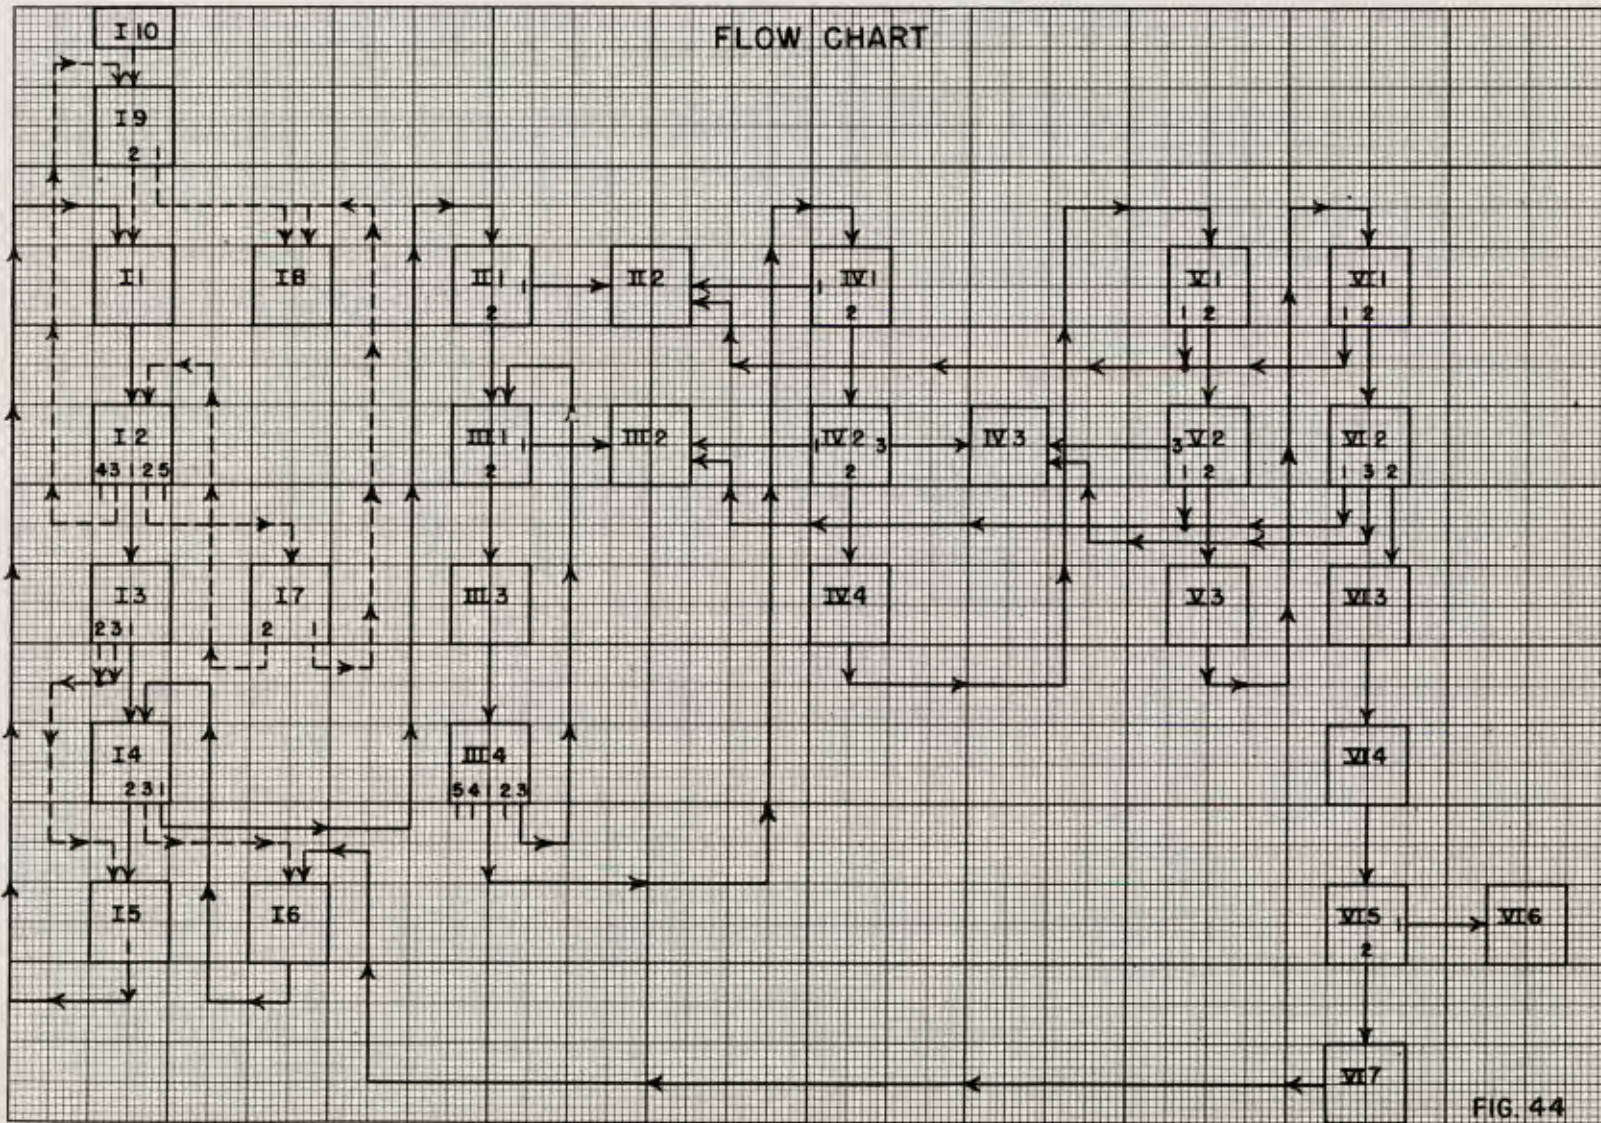 FLOW CHART
I 10
I 9
2 1
I 1
I 8
II 1
1
2
II 2
IV 1
1
2
V 1
1 2
VI 1
1 2
I 2
4 3 1 2 5
III 1
1
2
III 2
IV 2
1
3
2
IV 3
V 2
3
1 2
VI 2
1 3 2
I 3
2 3 1
I 7
2 1
III 3
IV 4
V 3
VI 3
I 4
2 3 1
III 4
5 4 1 2 3
VI 4
I 5
I 6
VI 5
1
2
VI 6
VI 7
FIG. 44